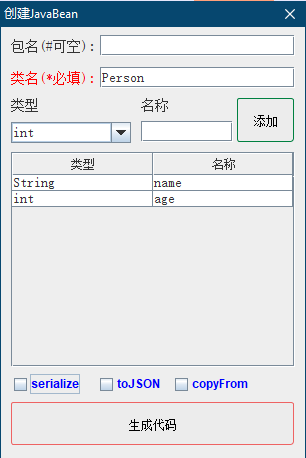 创建JavaBean
包名(#可空):
类名(*必填): Person
类型 名称
int 添加
类型 名称
String name
int age
serialize toJSON copyFrom
生成代码